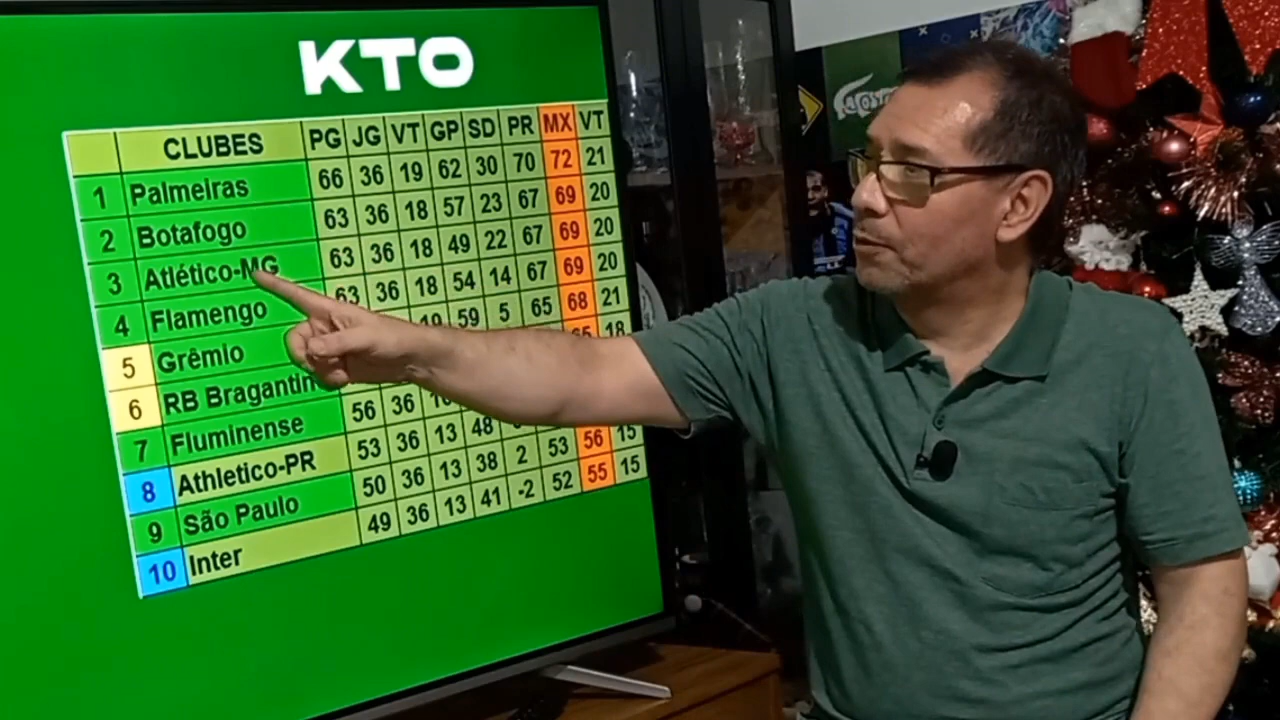 KTO
CLUBES PG JG VT GP SD PR MX VT
1 Palmeiras 66 36 19 62 30 70 72 21
2 Botafogo 63 36 18 57 23 67 69 20
3 Atlético-MG 63 36 18 49 22 67 69 20
4 Flamengo 63 36 18 54 14 67 69 20
5 Grêmio 19 59 5 65 68 21
6 RB Bragantin 65 18
7 Fluminense 56 36
8 Athletico-PR 53 36 13 48
9 São Paulo 50 36 13 38 2 53 56 15
10 Inter 49 36 13 41 -2 52 55 15